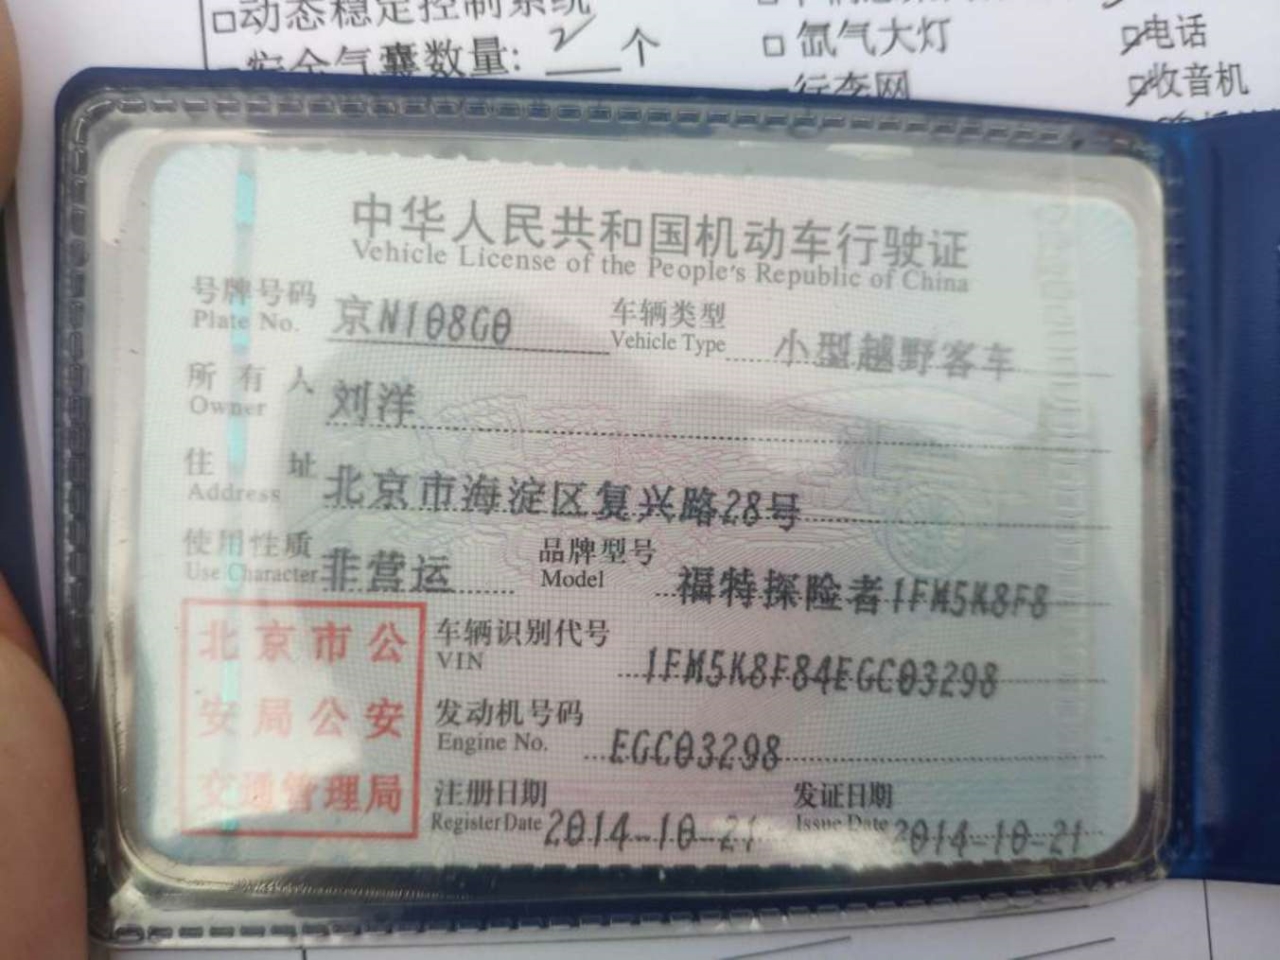 动态稳定控制系统
安全气囊数量: 2 个
氙气大灯
行李网
电话
收音机
中华人民共和国机动车行驶证
Vehicle License of the People's Republic of China
号牌号码 京N108G0 车辆类型 小型越野客车
Plate No. Vehicle Type
所有人 刘洋
Owner
住址 北京市海淀区复兴路28号
Address
使用性质 非营运 品牌型号 福特探险者1FM5K8F8
Use Character Model
北京市公
安局公安
交通管理局
车辆识别代号 1FM5K8F84EGC03298
VIN
发动机号码 EGC03298
Engine No.
注册日期 2014-10-21 发证日期 2014-10-21
Register Date Issue Date